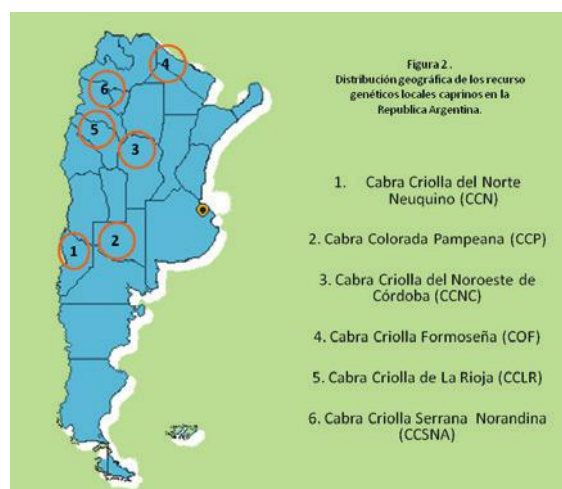 Figura 2 .
Distribución geográfica de los recurso
genéticos locales caprinos en la
Republica Argentina.
4
6
5
3
1
2
1. Cabra Criolla del Norte
Neuquino (CCN)
2. Cabra Colorada Pampeana (CCP)
3. Cabra Criolla del Noroeste de
Córdoba (CCNC)
4. Cabra Criolla Formoseña (COF)
5. Cabra Criolla de La Rioja (CCLR)
6. Cabra Criolla Serrana Norandina
(CCSNA)